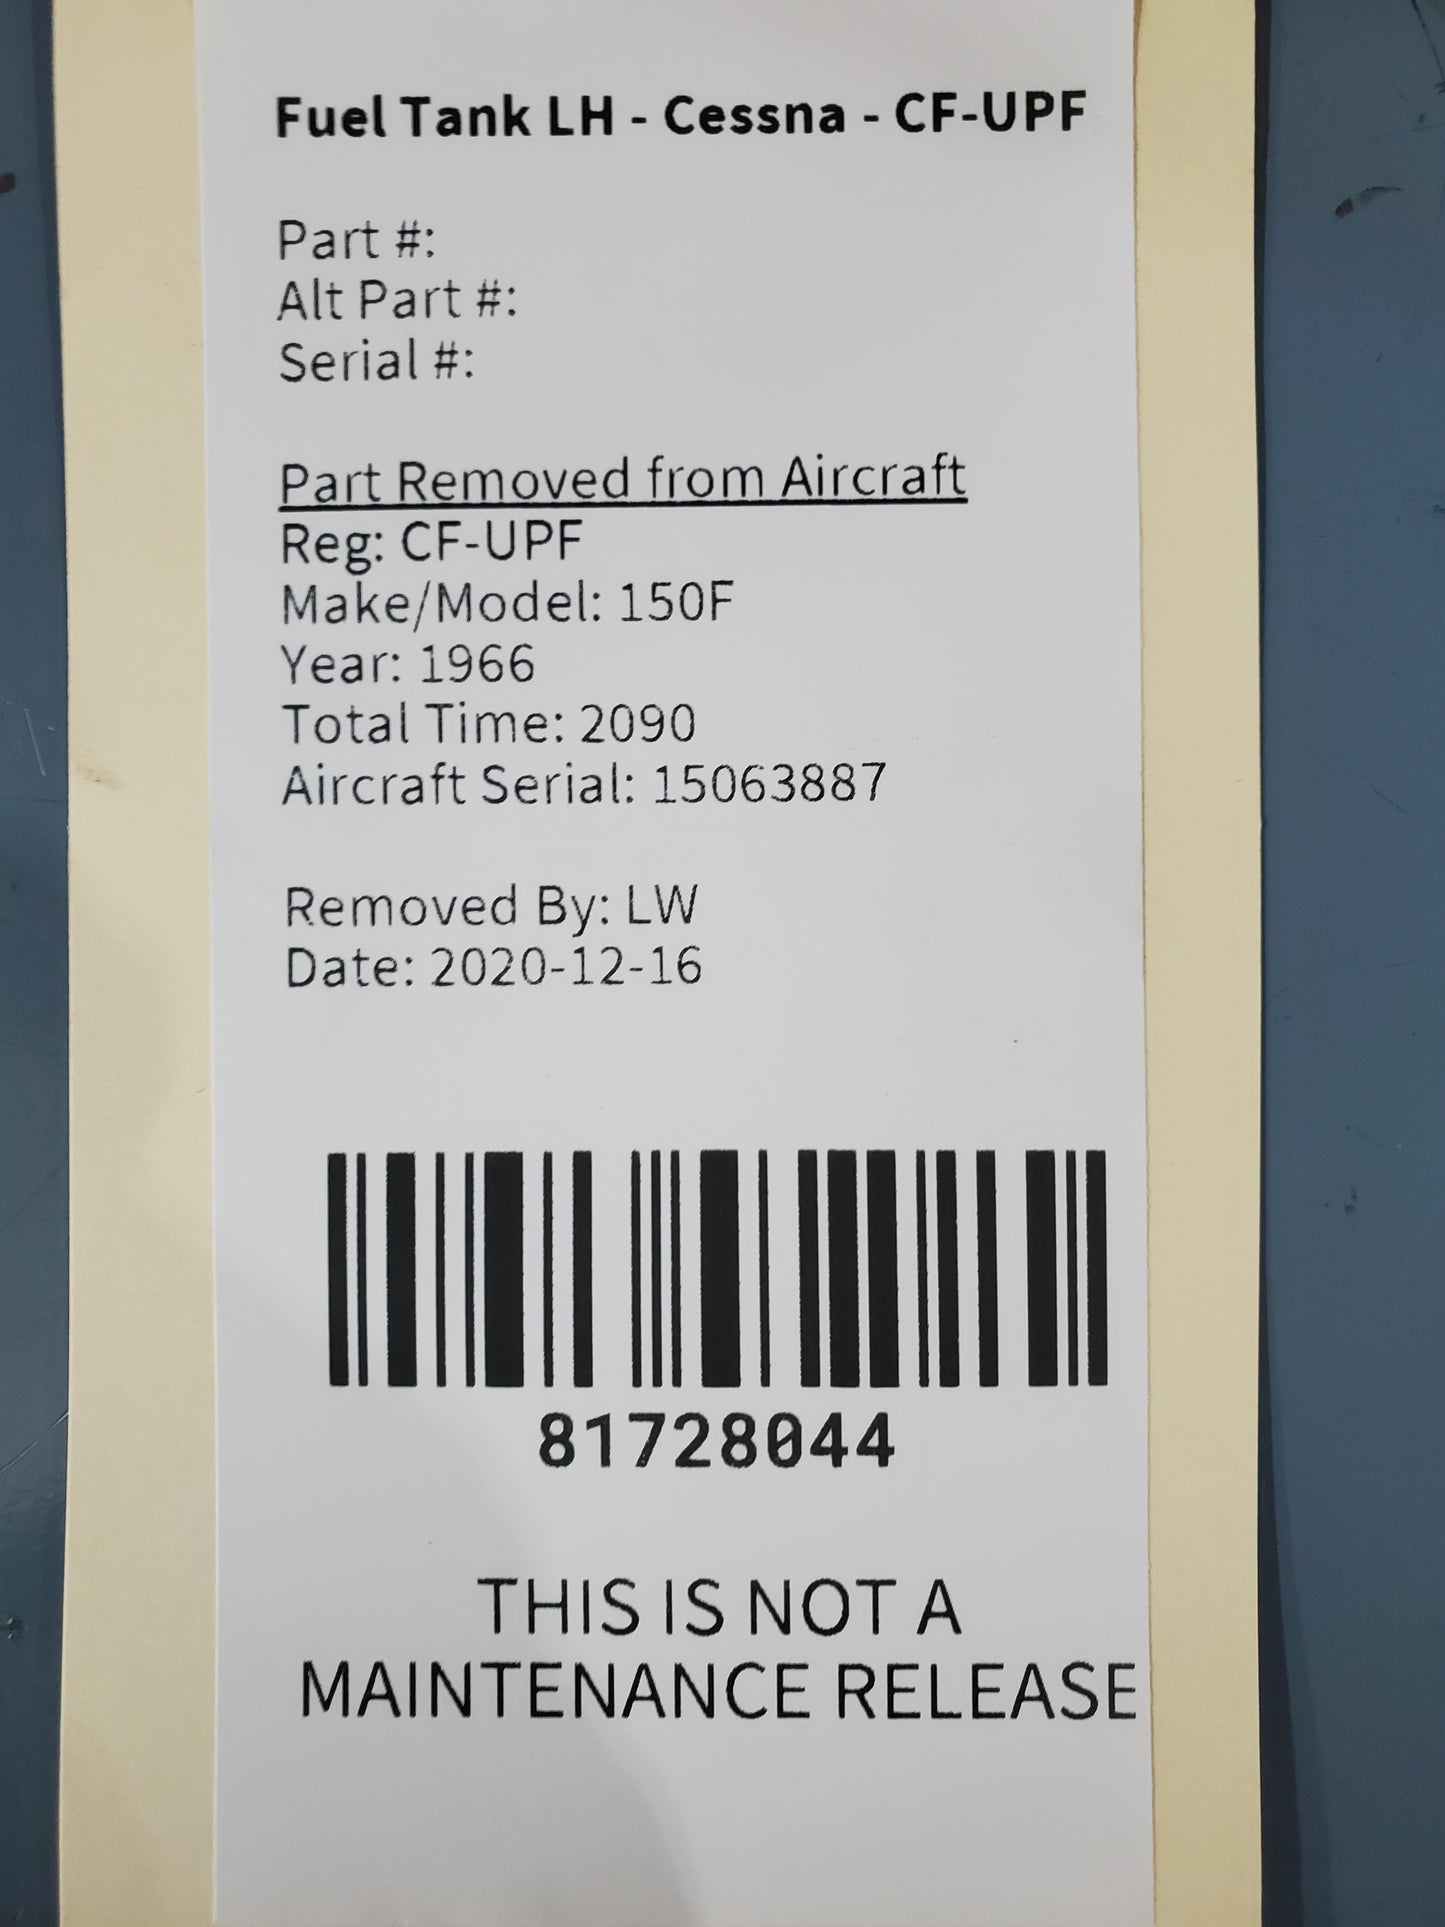 Fuel Tank LH - Cessna - CF-UPF
Part #:
Alt Part #:
Serial #:
Part Removed from Aircraft
Reg: CF-UPF
Make/Model: 150F
Year: 1966
Total Time: 2090
Aircraft Serial: 15063887
Removed By: LW
Date: 2020-12-16
81728044
THIS IS NOT A
MAINTENANCE RELEASE